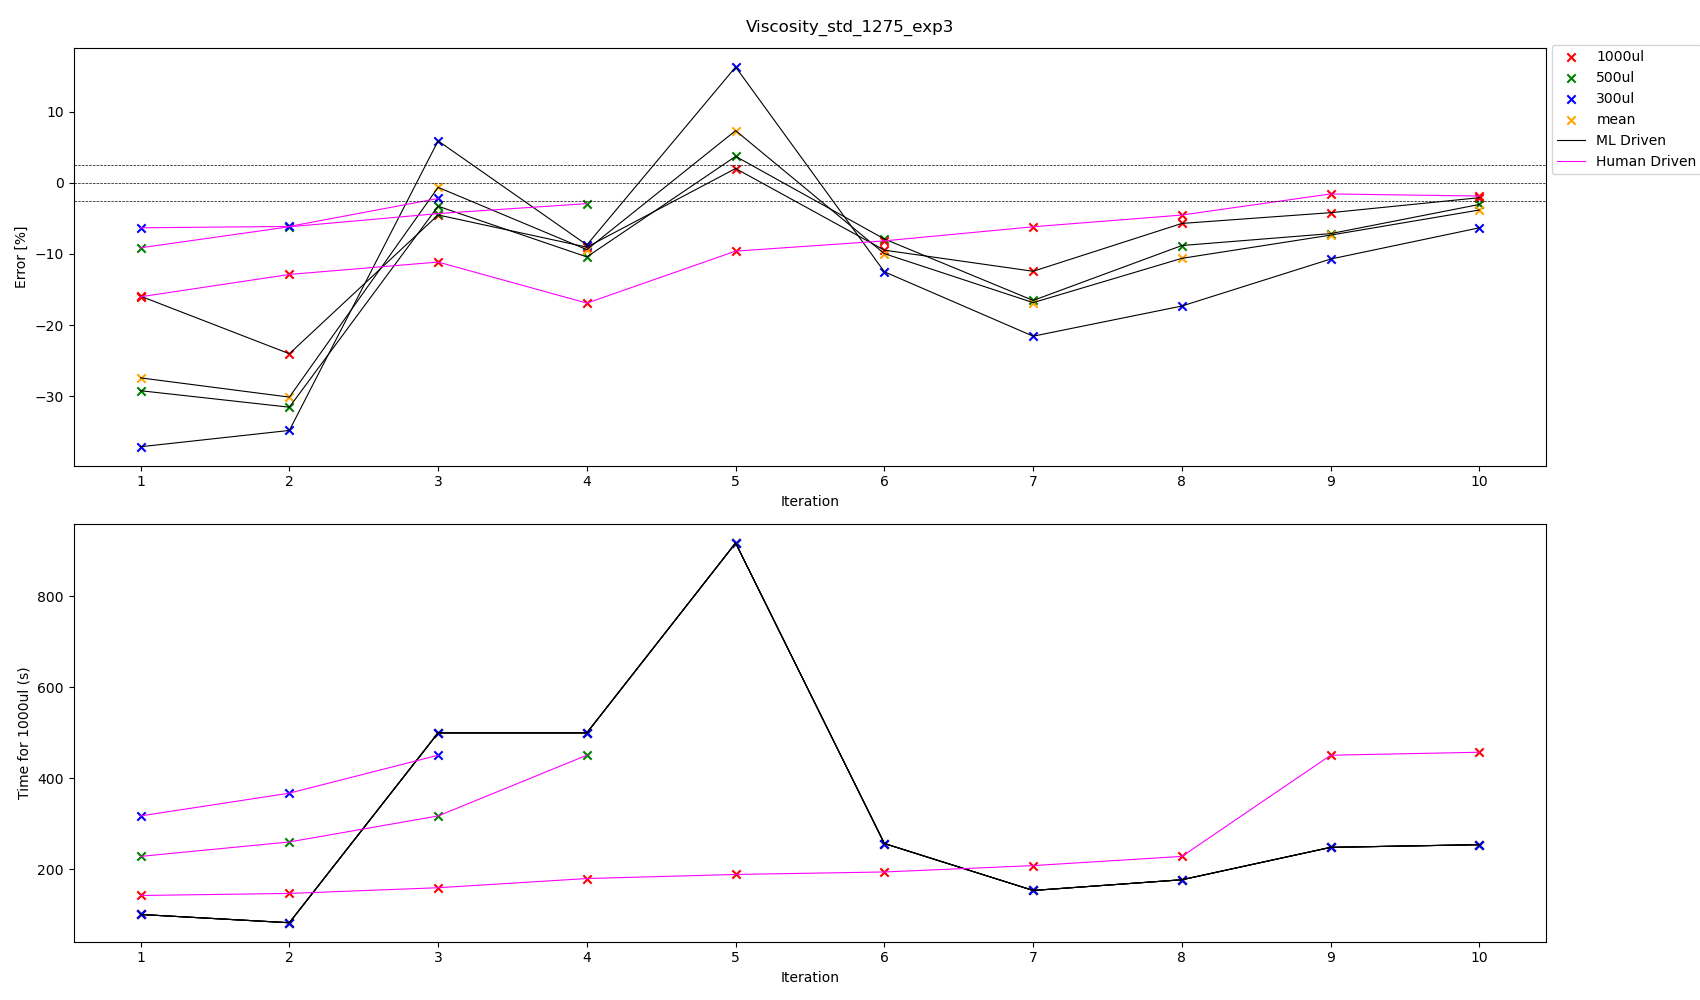 Viscosity_std_1275_exp3
1000ul
500ul
300ul
mean
ML Driven
Human Driven
Error [%]
10
0
−10
−20
−30
1 2 3 4 5 6 7 8 9 10
Iteration
Time for 1000ul (s)
800
600
400
200
1 2 3 4 5 6 7 8 9 10
Iteration